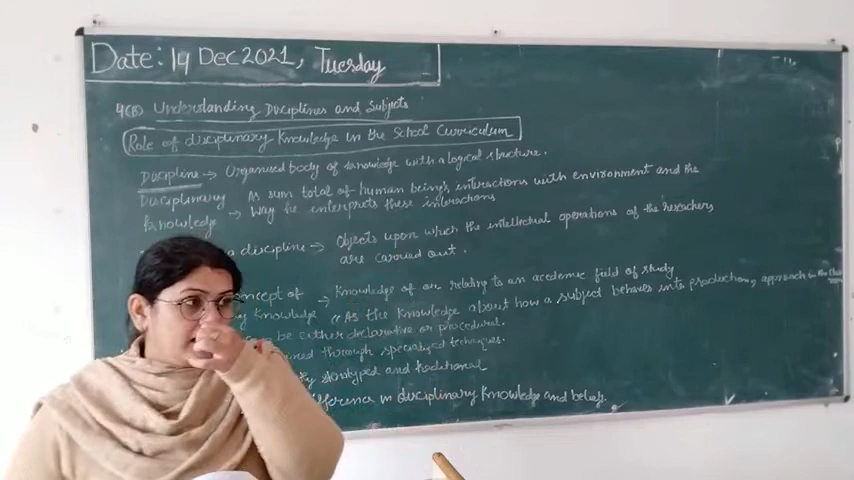 Date: 14 Dec 2021, Tuesday
4(B) Understanding Disciplines and Subjects
Role of disciplinary knowledge in the School Curriculum
Discipline → Organised body of knowledge with a logical structure.
Disciplinary As sum total of human being's interactions with environment and the
knowledge → Way he interprets these interactions
a discipline → Objects upon which the intellectual operations of the reseachers
are carried out.
concept of → Knowledge of or relating to an academic field of study
knowledge "As the knowledge about how a subject behaves into production, approach in the
be either declarative or procedural.
through specialized techniques.
stereotyped and traditional
difference in disciplinary knowledge and beliefs.